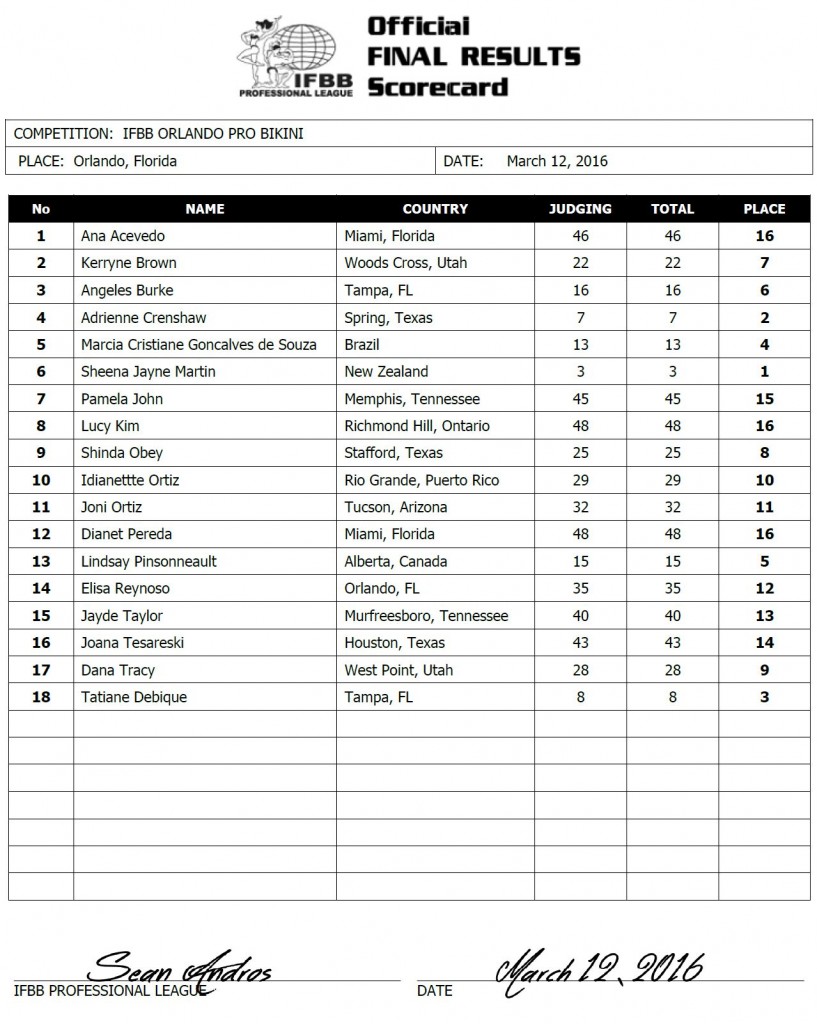 Official
FINAL RESULTS
Scorecard
IFBB
PROFESSIONAL LEAGUE
COMPETITION: IFBB ORLANDO PRO BIKINI
PLACE: Orlando, Florida DATE: March 12, 2016
No NAME COUNTRY JUDGING TOTAL PLACE
1 Ana Acevedo Miami, Florida 46 46 16
2 Kerryne Brown Woods Cross, Utah 22 22 7
3 Angeles Burke Tampa, FL 16 16 6
4 Adrienne Crenshaw Spring, Texas 7 7 2
5 Marcia Cristiane Goncalves de Souza Brazil 13 13 4
6 Sheena Jayne Martin New Zealand 3 3 1
7 Pamela John Memphis, Tennessee 45 45 15
8 Lucy Kim Richmond Hill, Ontario 48 48 16
9 Shinda Obey Stafford, Texas 25 25 8
10 Idianettte Ortiz Rio Grande, Puerto Rico 29 29 10
11 Joni Ortiz Tucson, Arizona 32 32 11
12 Dianet Pereda Miami, Florida 48 48 16
13 Lindsay Pinsonneault Alberta, Canada 15 15 5
14 Elisa Reynoso Orlando, FL 35 35 12
15 Jayde Taylor Murfreesboro, Tennessee 40 40 13
16 Joana Tesareski Houston, Texas 43 43 14
17 Dana Tracy West Point, Utah 28 28 9
18 Tatiane Debique Tampa, FL 8 8 3
Sean Andros March 12, 2016
IFBB PROFESSIONAL LEAGUE DATE